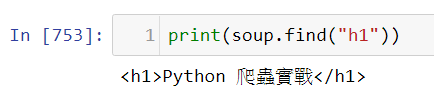 In [753]: 1 print(soup.find("h1"))
<h1>Python 爬蟲實戰</h1>